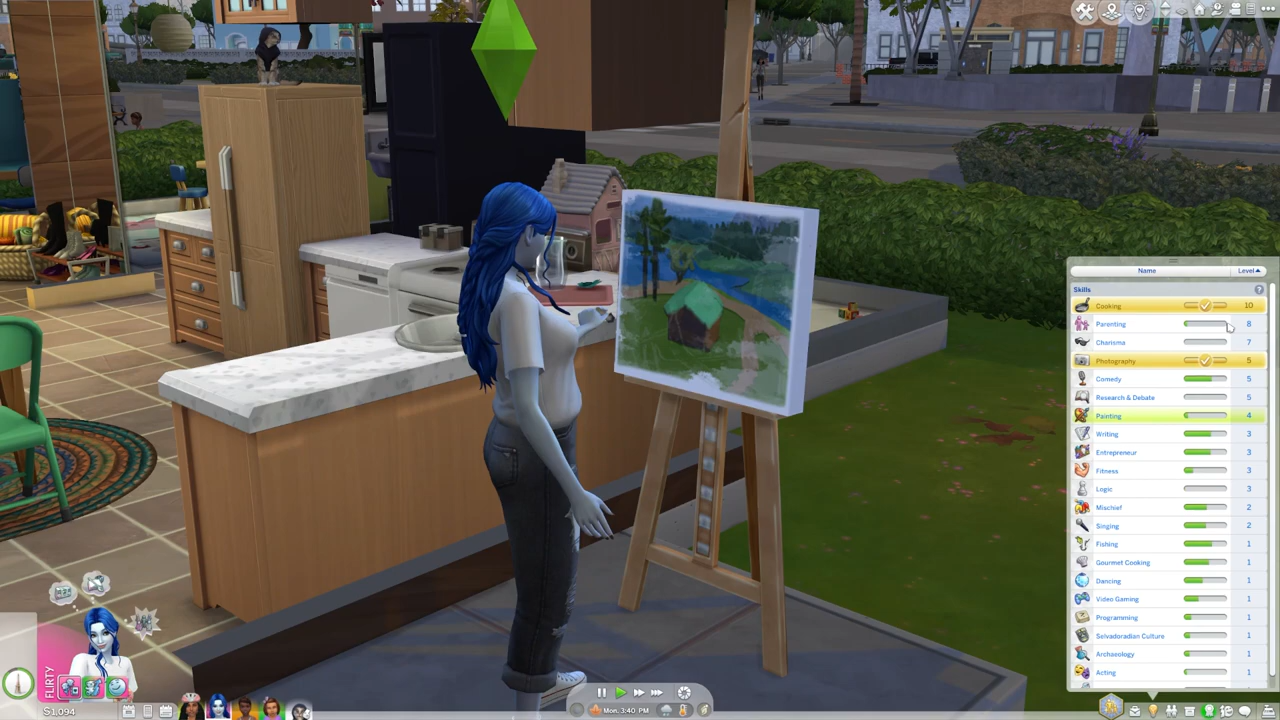 Name Level
Skills ?
Cooking 10
Parenting 8
Charisma 7
Photography 5
Comedy 5
Research & Debate 5
Painting 4
Writing 3
Entrepreneur 3
Fitness 3
Logic 3
Mischief 2
Singing 2
Fishing 1
Gourmet Cooking 1
Dancing 1
Video Gaming 1
Programming 1
Selvadoradian Culture 1
Archaeology 1
Acting 1
FLIRTY
§1,094
Mon. 3:40 PM